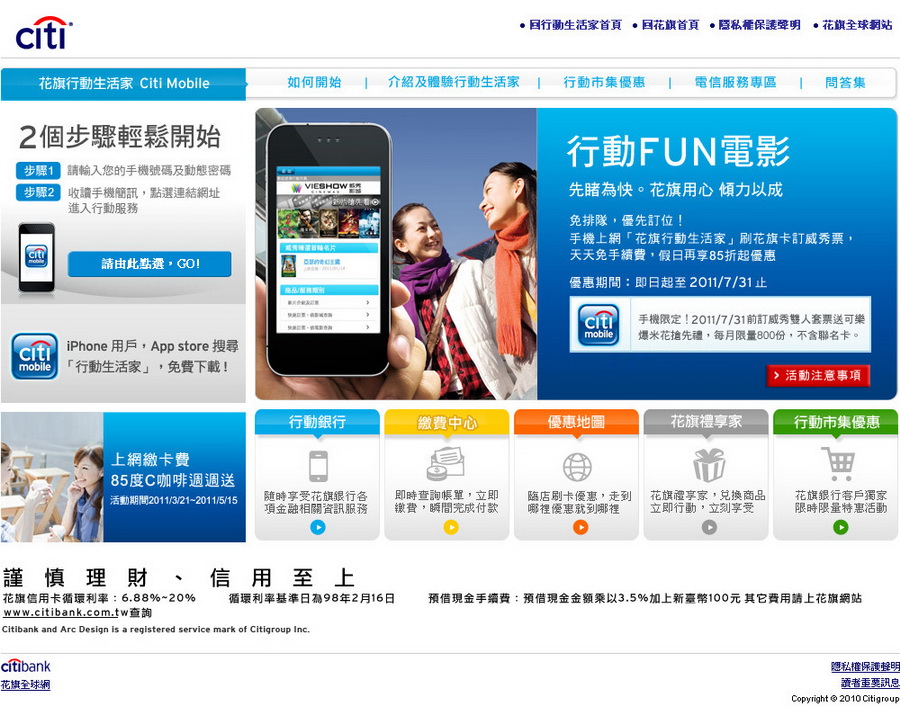 citi
• 回行動生活家首頁 • 回花旗首頁 • 隱私權保護聲明 • 花旗全球網站
花旗行動生活家 Citi Mobile
如何開始 | 介紹及體驗行動生活家 | 行動市集優惠 | 電信服務專區 | 問答集
2個步驟輕鬆開始
步驟1 請輸入您的手機號碼及動態密碼
步驟2 收讀手機簡訊，點選連結網址
進入行動服務
citi mobile
請由此點選，GO!
citi mobile
iPhone 用戶，App store 搜尋
「行動生活家」，免費下載！
VIESHOW CINEMAS 威秀影城
行動FUN電影
先睹為快。花旗用心 傾力以成
免排隊，優先訂位！
手機上網「花旗行動生活家」刷花旗卡訂威秀票，
天天免手續費，假日再享85折起優惠
優惠期間：即日起至 2011/7/31 止
citi mobile
手機限定！2011/7/31前訂威秀雙人套票送可樂
爆米花搶先禮，每月限量800份，不含聯名卡。
活動注意事項
上網繳卡費
85度C咖啡週週送
活動期間2011/3/21~2011/5/15
行動銀行
隨時享受花旗銀行各
項金融相關資訊服務
繳費中心
即時查詢帳單，立即
繳費，瞬間完成付款
優惠地圖
臨店刷卡優惠，走到
哪裡優惠就到哪裡
花旗禮享家
花旗禮享家，兌換商品
立即行動，立刻享受
行動市集優惠
花旗銀行客戶獨家
限時限量特惠活動
謹慎理財、信用至上
花旗信用卡循環利率：6.88%~20% 循環利率基準日為98年2月16日 預借現金手續費：預借現金金額乘以3.5%加上新臺幣100元 其它費用請上花旗網站
www.citibank.com.tw查詢
Citibank and Arc Design is a registered service mark of Citigroup Inc.
citibank
花旗全球網
隱私權保護聲明
讀者重要訊息
Copyright © 2010 Citigroup